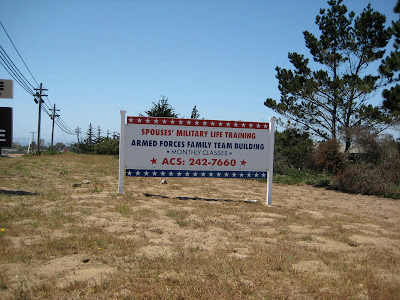 SPOUSES' MILITARY LIFE TRAINING
ARMED FORCES FAMILY TEAM BUILDING
• MONTHLY CLASSES •
★ ACS: 242-7660 ★